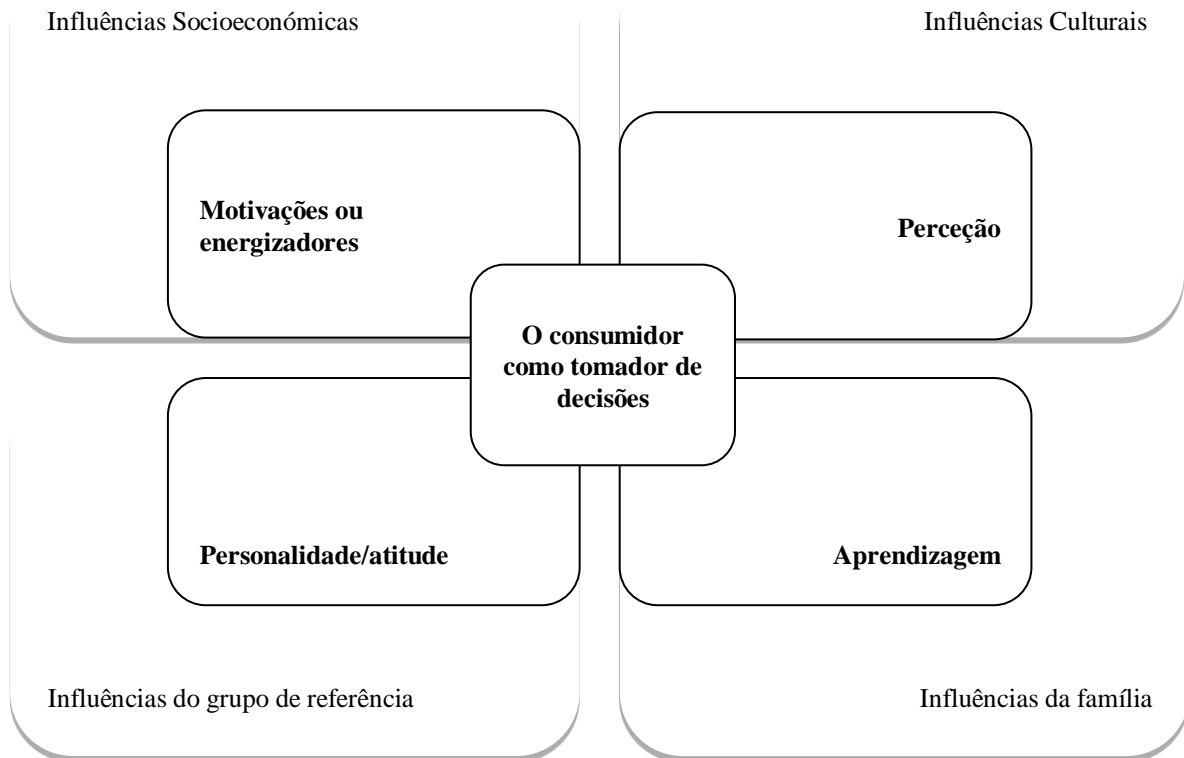 Influências Socioeconómicas
Influências Culturais
Motivações ou
energizadores
Perceção
O consumidor
como tomador de
decisões
Personalidade/atitude
Aprendizagem
Influências do grupo de referência
Influências da família